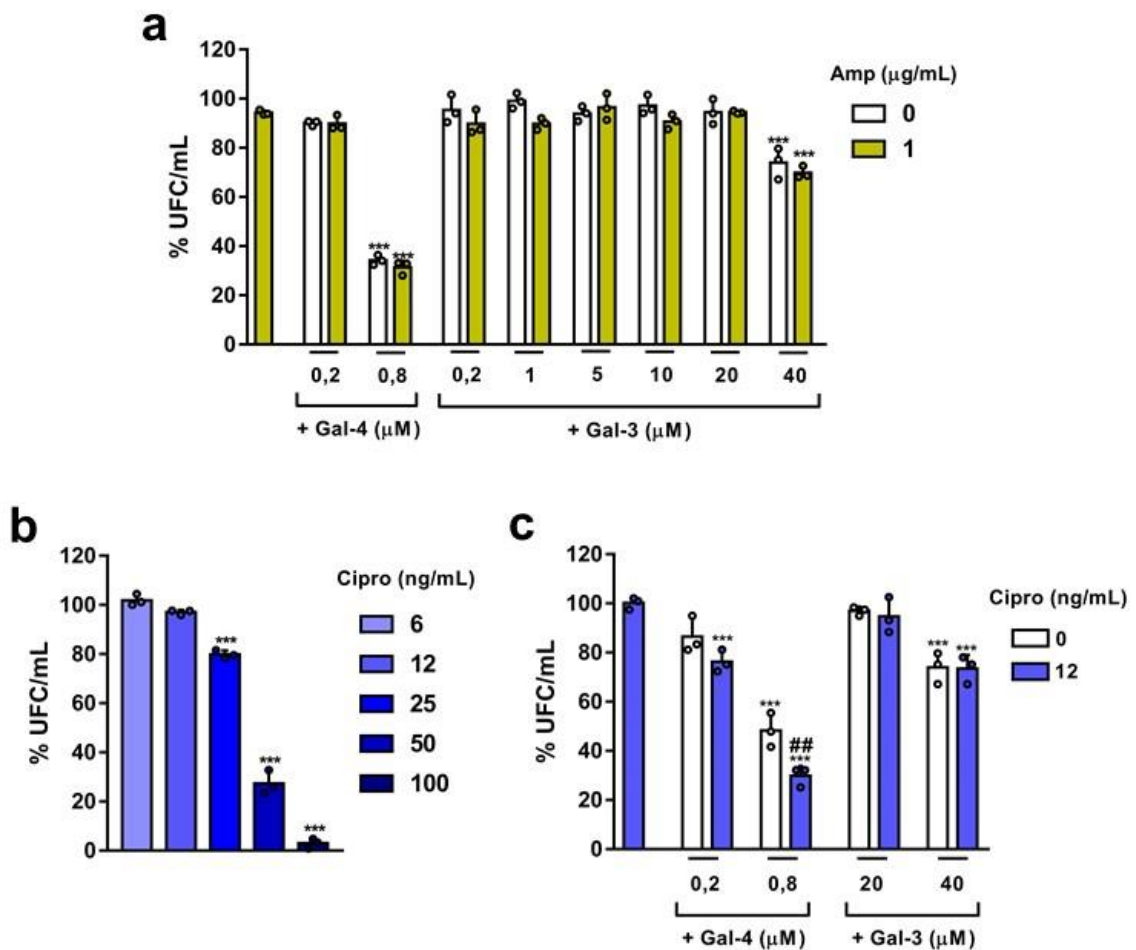 a
120
100
80
60
40
20
0
% UFC/mL
*** *** *** ***
Amp (μg/mL)
0
1
0,2 0,8 0,2 1 5 10 20 40
+ Gal-4 (μM) + Gal-3 (μM)
b
120
100
80
60
40
20
0
% UFC/mL
***
***
***
Cipro (ng/mL)
6
12
25
50
100
c
120
100
80
60
40
20
0
% UFC/mL
***
***
##
***
*** ***
Cipro (ng/mL)
0
12
0,2 0,8 20 40
+ Gal-4 (μM) + Gal-3 (μM)